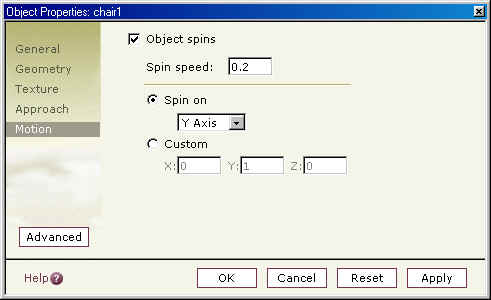 Object Properties: chair1
General
Geometry
Texture
Approach
Motion
Advanced
Object spins
Spin speed: 0.2
Spin on
Y Axis
Custom
X: 0 Y: 1 Z: 0
Help ?
OK Cancel Reset Apply